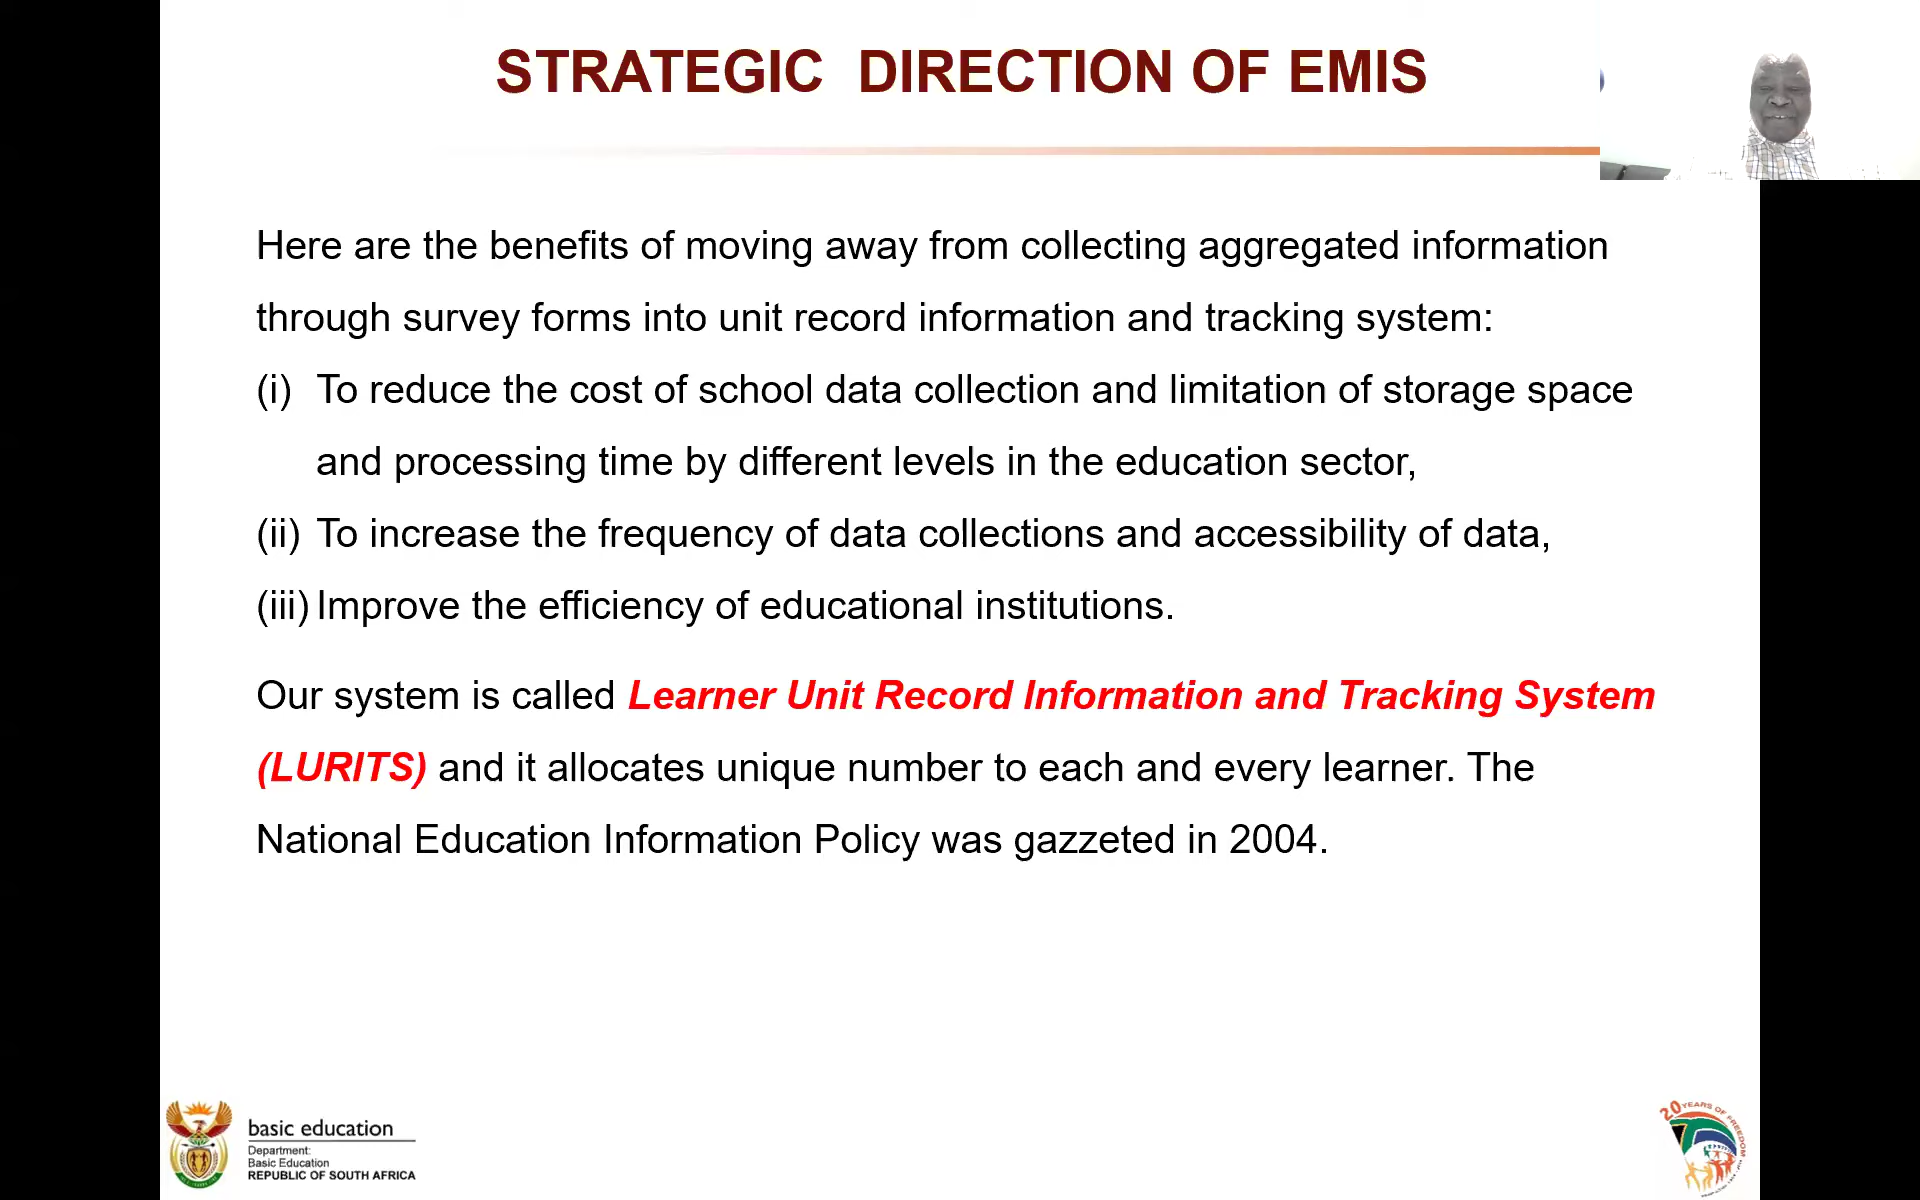 STRATEGIC DIRECTION OF EMIS
Here are the benefits of moving away from collecting aggregated information
through survey forms into unit record information and tracking system:
(i) To reduce the cost of school data collection and limitation of storage space
and processing time by different levels in the education sector,
(ii) To increase the frequency of data collections and accessibility of data,
(iii) Improve the efficiency of educational institutions.
Our system is called Learner Unit Record Information and Tracking System
(LURITS) and it allocates unique number to each and every learner. The
National Education Information Policy was gazzeted in 2004.
basic education
Department:
Basic Education
REPUBLIC OF SOUTH AFRICA
20 YEARS OF FREEDOM